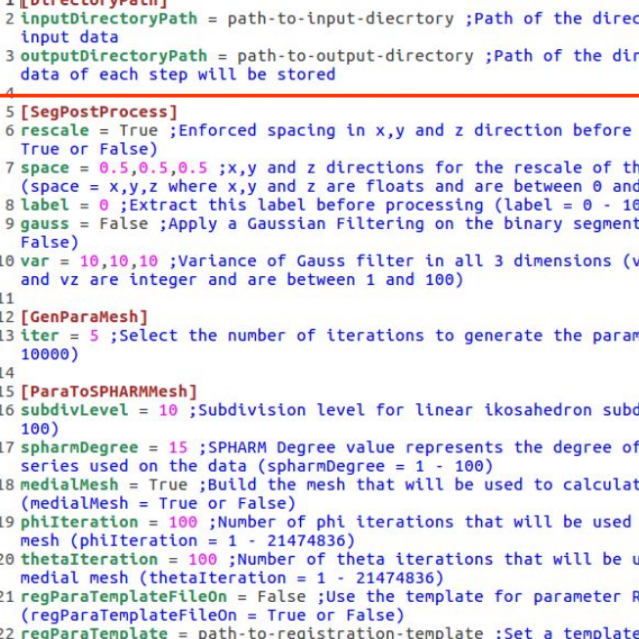 1 [DirectoryPath]
2 inputDirectoryPath = path-to-input-diecrtory ;Path of the direc
input data
3 outputDirectoryPath = path-to-output-directory ;Path of the dir
data of each step will be stored
4
5 [SegPostProcess]
6 rescale = True ;Enforced spacing in x,y and z direction before
True or False)
7 space = 0.5,0.5,0.5 ;x,y and z directions for the rescale of th
(space = x,y,z where x,y and z are floats and are between 0 and
8 label = 0 ;Extract this label before processing (label = 0 - 10
9 gauss = False ;Apply a Gaussian Filtering on the binary segment
False)
10 var = 10,10,10 ;Variance of Gauss filter in all 3 dimensions (v
and vz are integer and are between 1 and 100)
11
12 [GenParaMesh]
13 iter = 5 ;Select the number of iterations to generate the param
10000)
14
15 [ParaToSPHARMMesh]
16 subdivLevel = 10 ;Subdivision level for linear ikosahedron subd
100)
17 spharmDegree = 15 ;SPHARM Degree value represents the degree of
series used on the data (spharmDegree = 1 - 100)
18 medialMesh = True ;Build the mesh that will be used to calculat
(medialMesh = True or False)
19 phiIteration = 100 ;Number of phi iterations that will be used
mesh (phiIteration = 1 - 21474836)
20 thetaIteration = 100 ;Number of theta iterations that will be u
medial mesh (thetaIteration = 1 - 21474836)
21 regParaTemplateFileOn = False ;Use the template for parameter R
(regParaTemplateFileOn = True or False)
22 regParaTemplate = path-to-registration-template ;Set a template